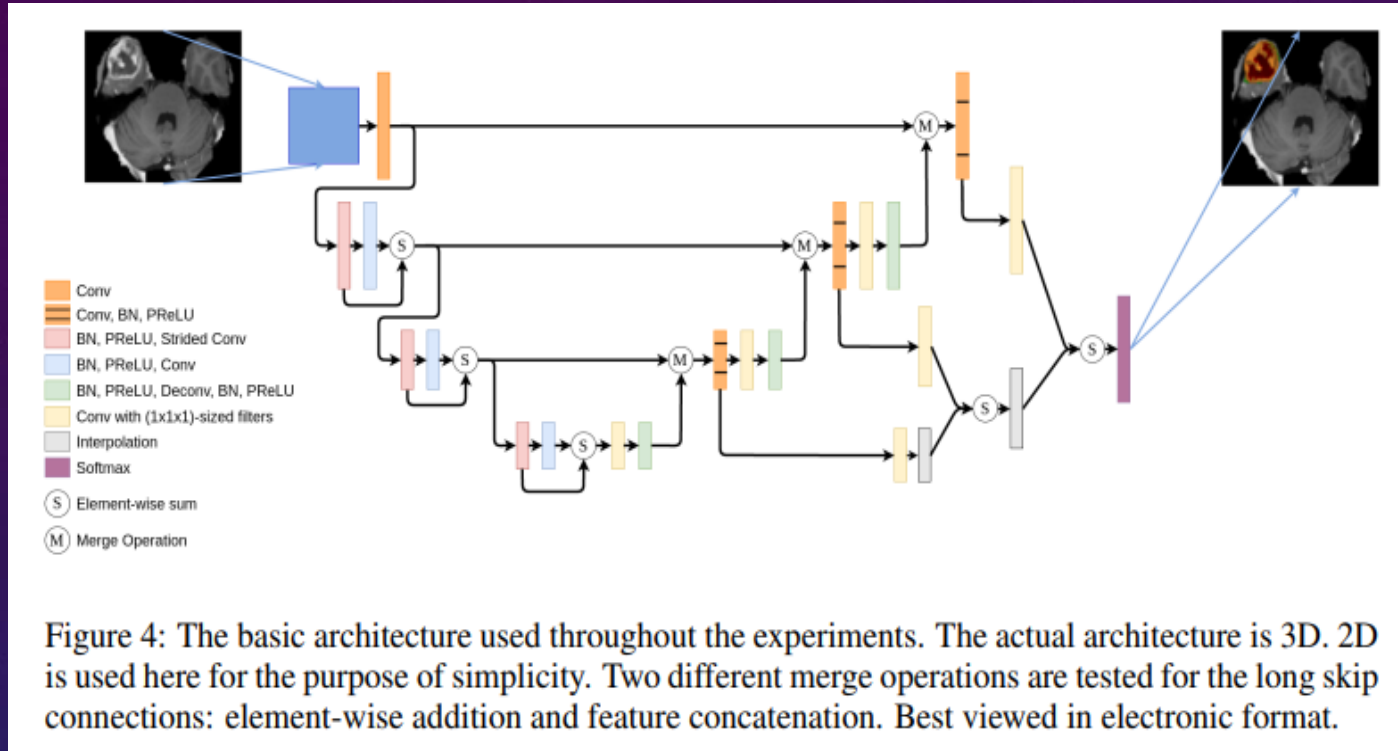 M
M
S
Conv
Conv, BN, PReLU
BN, PReLU, Strided Conv
S
M
S
BN, PReLU, Conv
BN, PReLU, Deconv, BN, PReLU
S
Conv with (1x1x1)-sized filters
Interpolation
S
Softmax
S Element-wise sum
M Merge Operation
Figure 4: The basic architecture used throughout the experiments. The actual architecture is 3D. 2D
is used here for the purpose of simplicity. Two different merge operations are tested for the long skip
connections: element-wise addition and feature concatenation. Best viewed in electronic format.